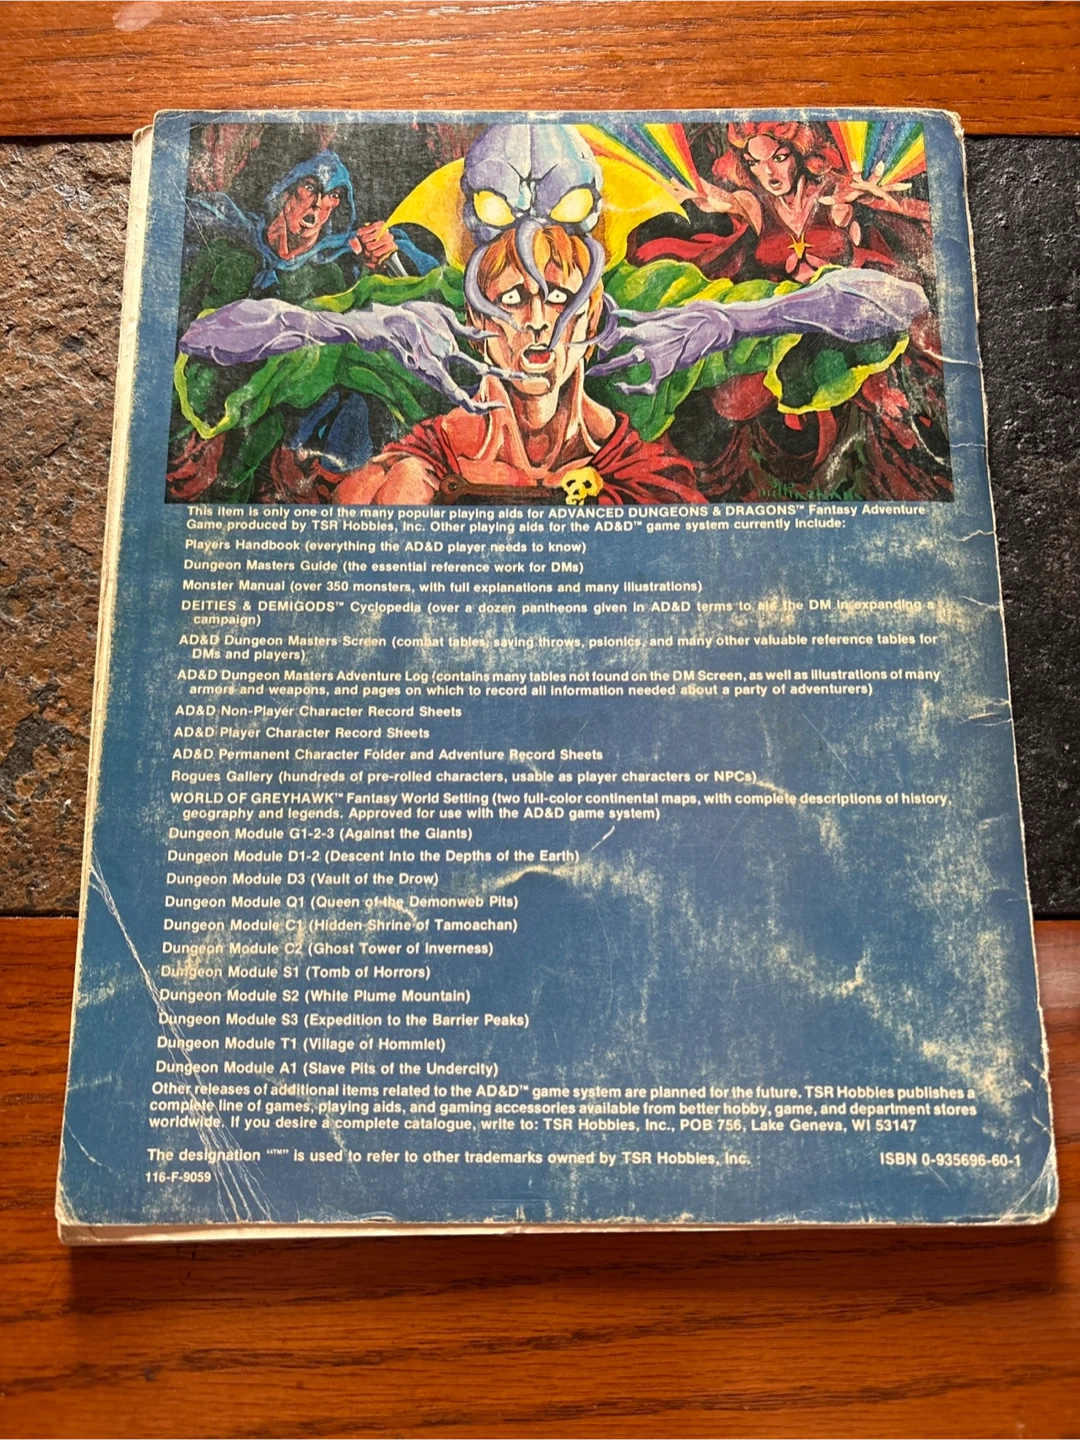 This item is only one of the many popular playing aids for ADVANCED DUNGEONS & DRAGONS™ Fantasy Adventure
Game produced by TSR Hobbies, Inc. Other playing aids for the AD&D™ game system currently include:
Players Handbook (everything the AD&D player needs to know)
Dungeon Masters Guide (the essential reference work for DMs)
Monster Manual (over 350 monsters, with full explanations and many illustrations)
DEITIES & DEMIGODS™ Cyclopedia (over a dozen pantheons given in AD&D terms to aid the DM in expanding a
campaign)
AD&D Dungeon Masters Screen (combat tables, saving throws, psionics, and many other valuable reference tables for
DMs and players)
AD&D Dungeon Masters Adventure Log (contains many tables not found on the DM Screen, as well as illustrations of many
armors and weapons, and pages on which to record all information needed about a party of adventurers)
AD&D Non-Player Character Record Sheets
AD&D Player Character Record Sheets
AD&D Permanent Character Folder and Adventure Record Sheets
Rogues Gallery (hundreds of pre-rolled characters, usable as player characters or NPCs)
WORLD OF GREYHAWK™ Fantasy World Setting (two full-color continental maps, with complete descriptions of history,
geography and legends. Approved for use with the AD&D game system)
Dungeon Module G1-2-3 (Against the Giants)
Dungeon Module D1-2 (Descent Into the Depths of the Earth)
Dungeon Module D3 (Vault of the Drow)
Dungeon Module Q1 (Queen of the Demonweb Pits)
Dungeon Module C1 (Hidden Shrine of Tamoachan)
Dungeon Module C2 (Ghost Tower of Inverness)
Dungeon Module S1 (Tomb of Horrors)
Dungeon Module S2 (White Plume Mountain)
Dungeon Module S3 (Expedition to the Barrier Peaks)
Dungeon Module T1 (Village of Hommlet)
Dungeon Module A1 (Slave Pits of the Undercity)
Other releases of additional items related to the AD&D™ game system are planned for the future. TSR Hobbies publishes a
complete line of games, playing aids, and gaming accessories available from better hobby, game, and department stores
worldwide. If you desire a complete catalogue, write to: TSR Hobbies, Inc., POB 756, Lake Geneva, WI 53147
The designation "™" is used to refer to other trademarks owned by TSR Hobbies, Inc. ISBN 0-935696-60-1
116-F-9059